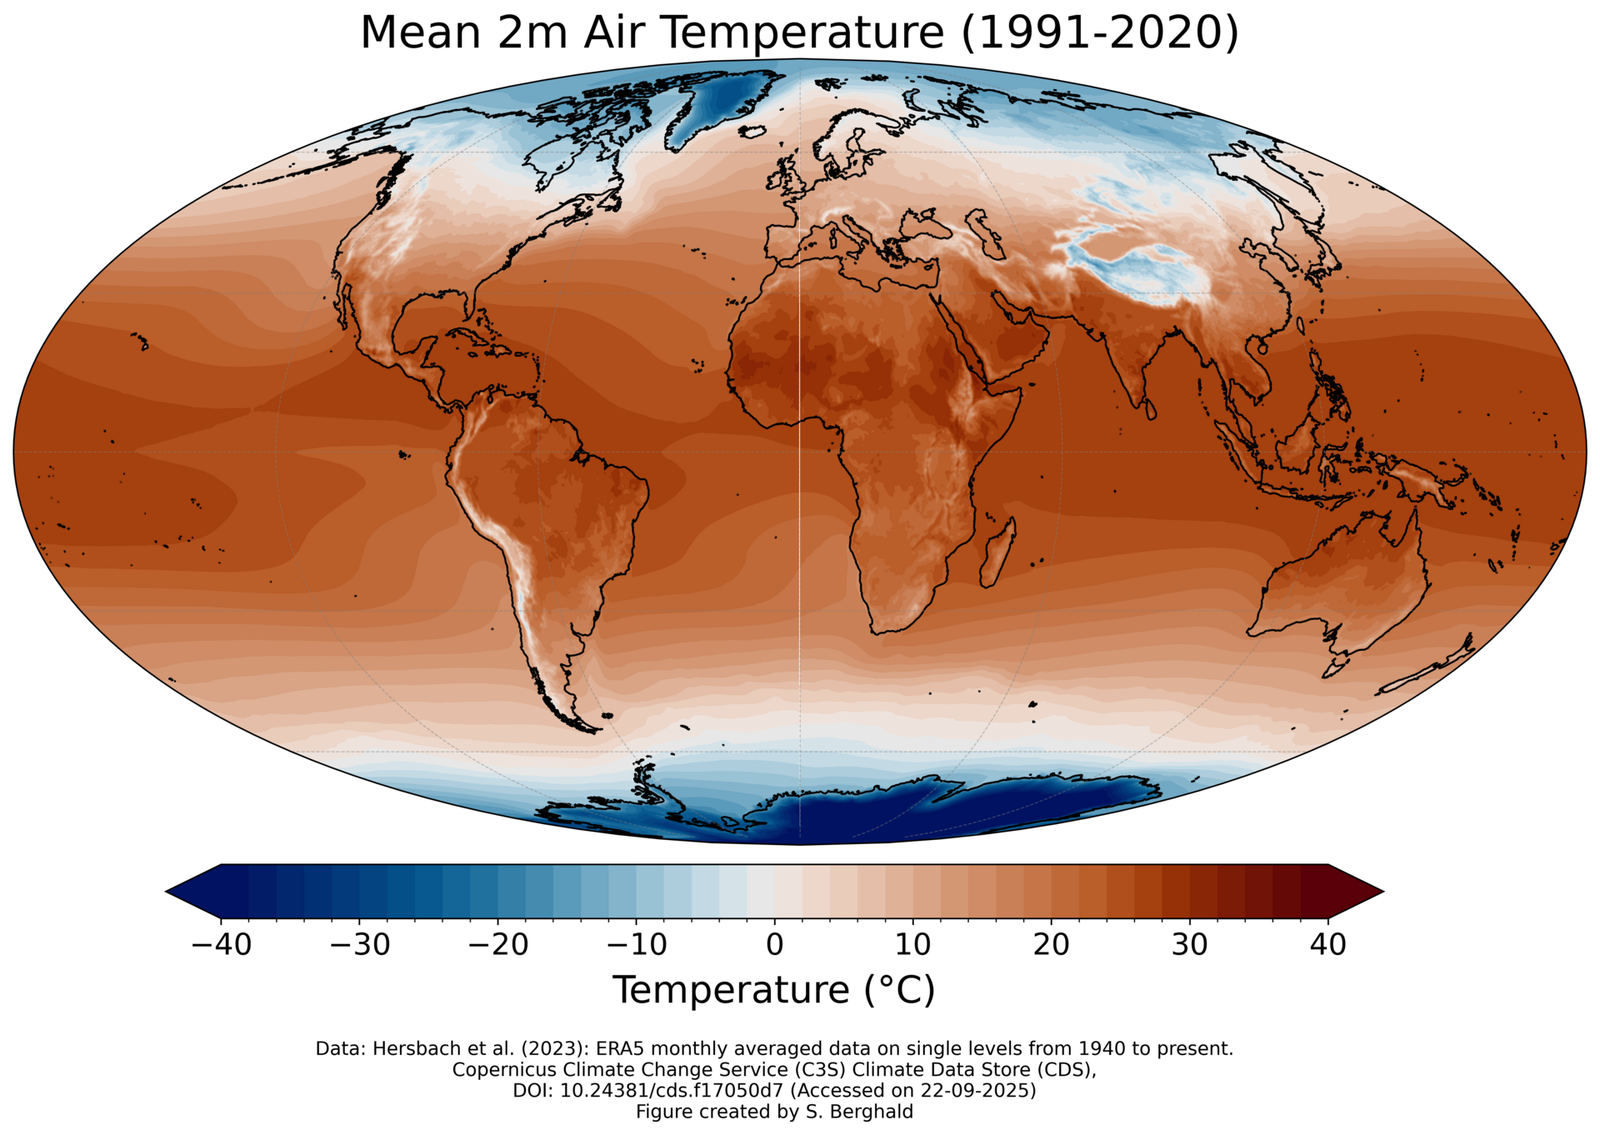 Mean 2m Air Temperature (1991-2020)
−40 −30 −20 −10 0 10 20 30 40
Temperature (°C)
Data: Hersbach et al. (2023): ERA5 monthly averaged data on single levels from 1940 to present.
Copernicus Climate Change Service (C3S) Climate Data Store (CDS),
DOI: 10.24381/cds.f17050d7 (Accessed on 22-09-2025)
Figure created by S. Berghald